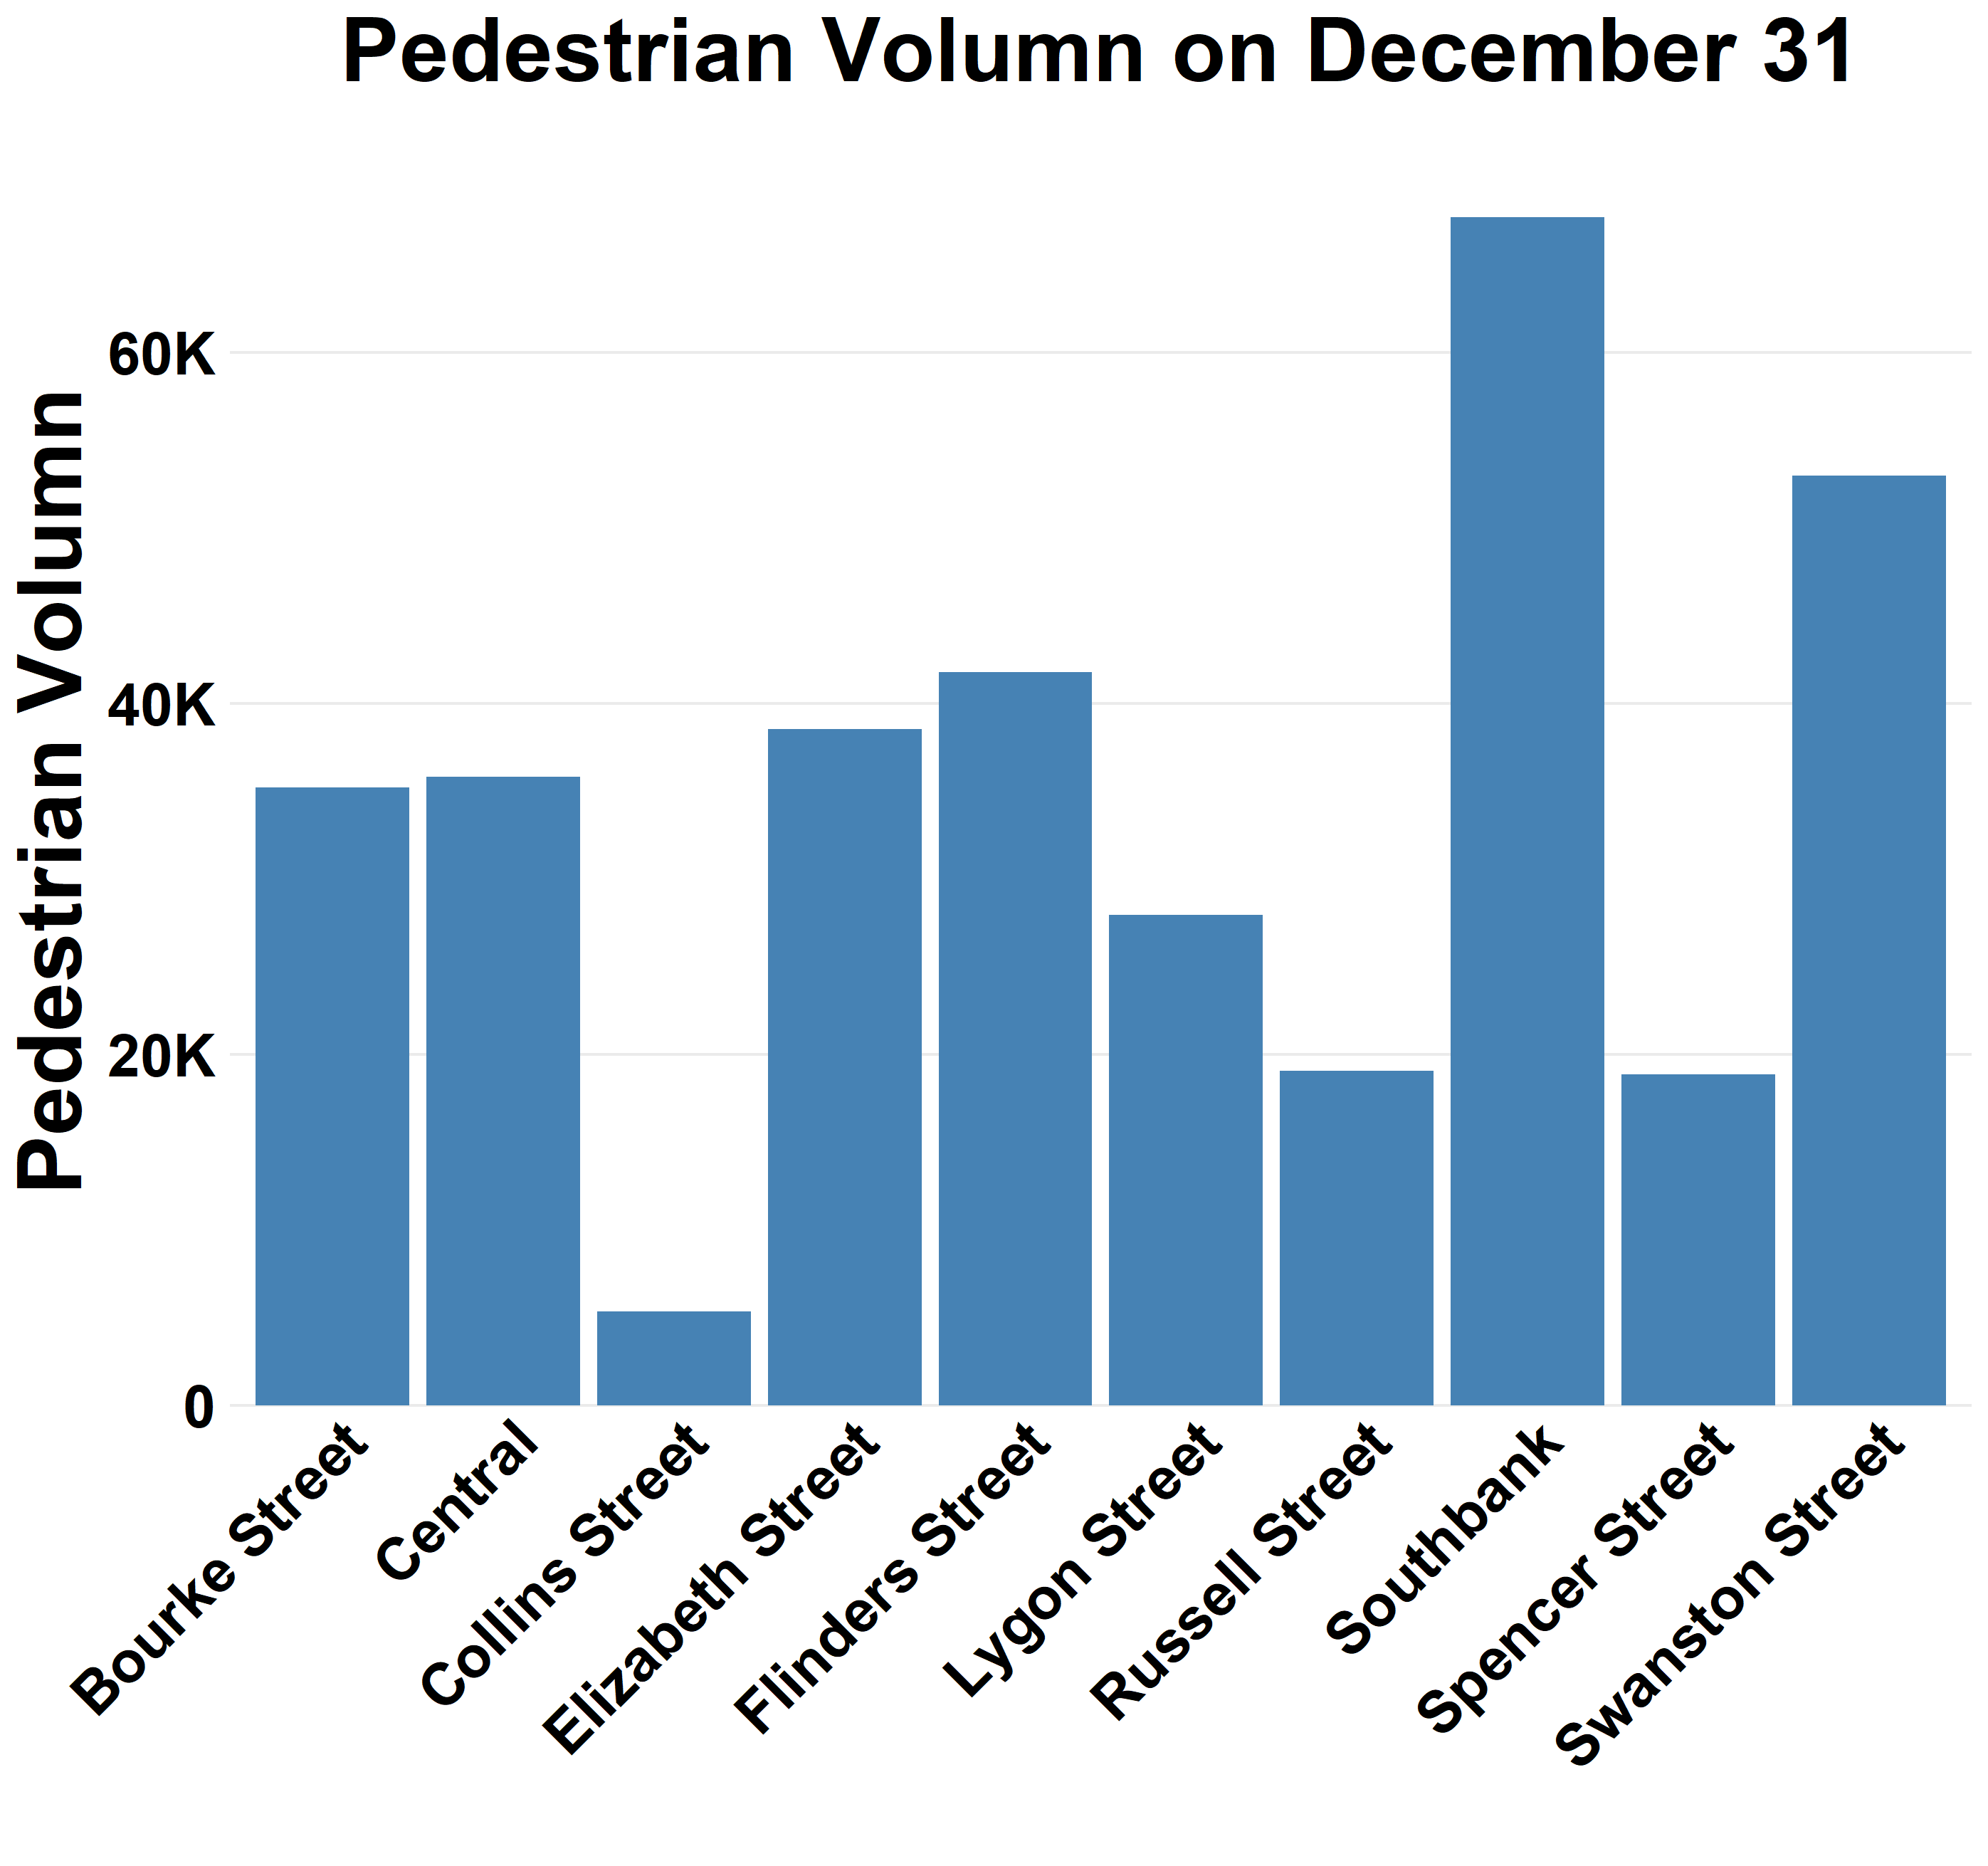 Pedestrian Volumn on December 31
Pedestrian Volumn
60K
40K
20K
0
Bourke Street
Central
Collins Street
Elizabeth Street
Flinders Street
Lygon Street
Russell Street
Southbank
Spencer Street
Swanston Street